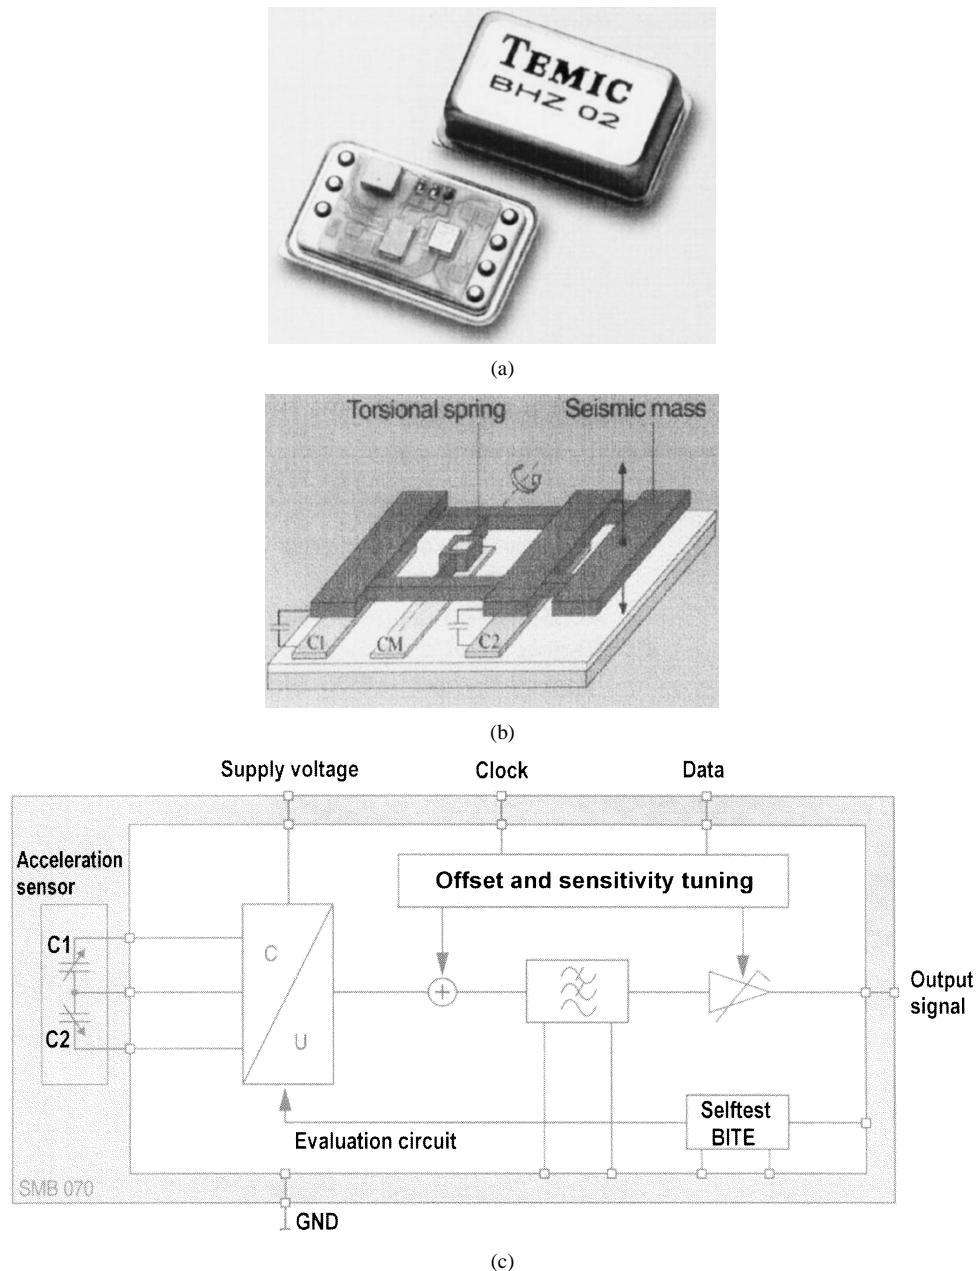 TEMIC
BHZ 02
(a)
Torsional spring
Seismic mass
C1
CM
C2
(b)
Supply voltage
Clock
Data
Acceleration
sensor
Offset and sensitivity tuning
C1
C
Output
signal
C2
U
Selftest
BITE
Evaluation circuit
SMB 070
GND
(c)